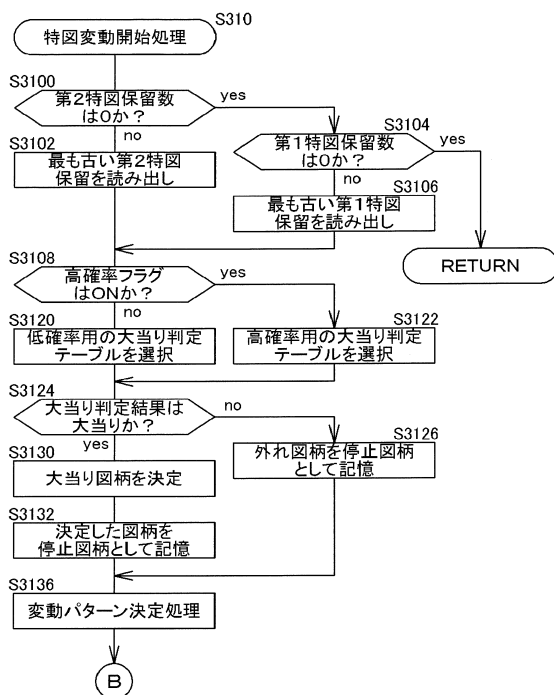 S310
特図変動開始処理
S3100
第2特図保留数
は0か？
yes
no
S3104
第1特図保留数
は0か？
yes
no
S3102
最も古い第2特図
保留を読み出し
S3106
最も古い第1特図
保留を読み出し
RETURN
S3108
高確率フラグ
はONか？
yes
no
S3120
低確率用の大当り判定
テーブルを選択
S3122
高確率用の大当り判定
テーブルを選択
S3124
大当り判定結果は
大当りか？
no
yes
S3126
外れ図柄を停止図柄
として記憶
S3130
大当り図柄を決定
S3132
決定した図柄を
停止図柄として記憶
S3136
変動パターン決定処理
B